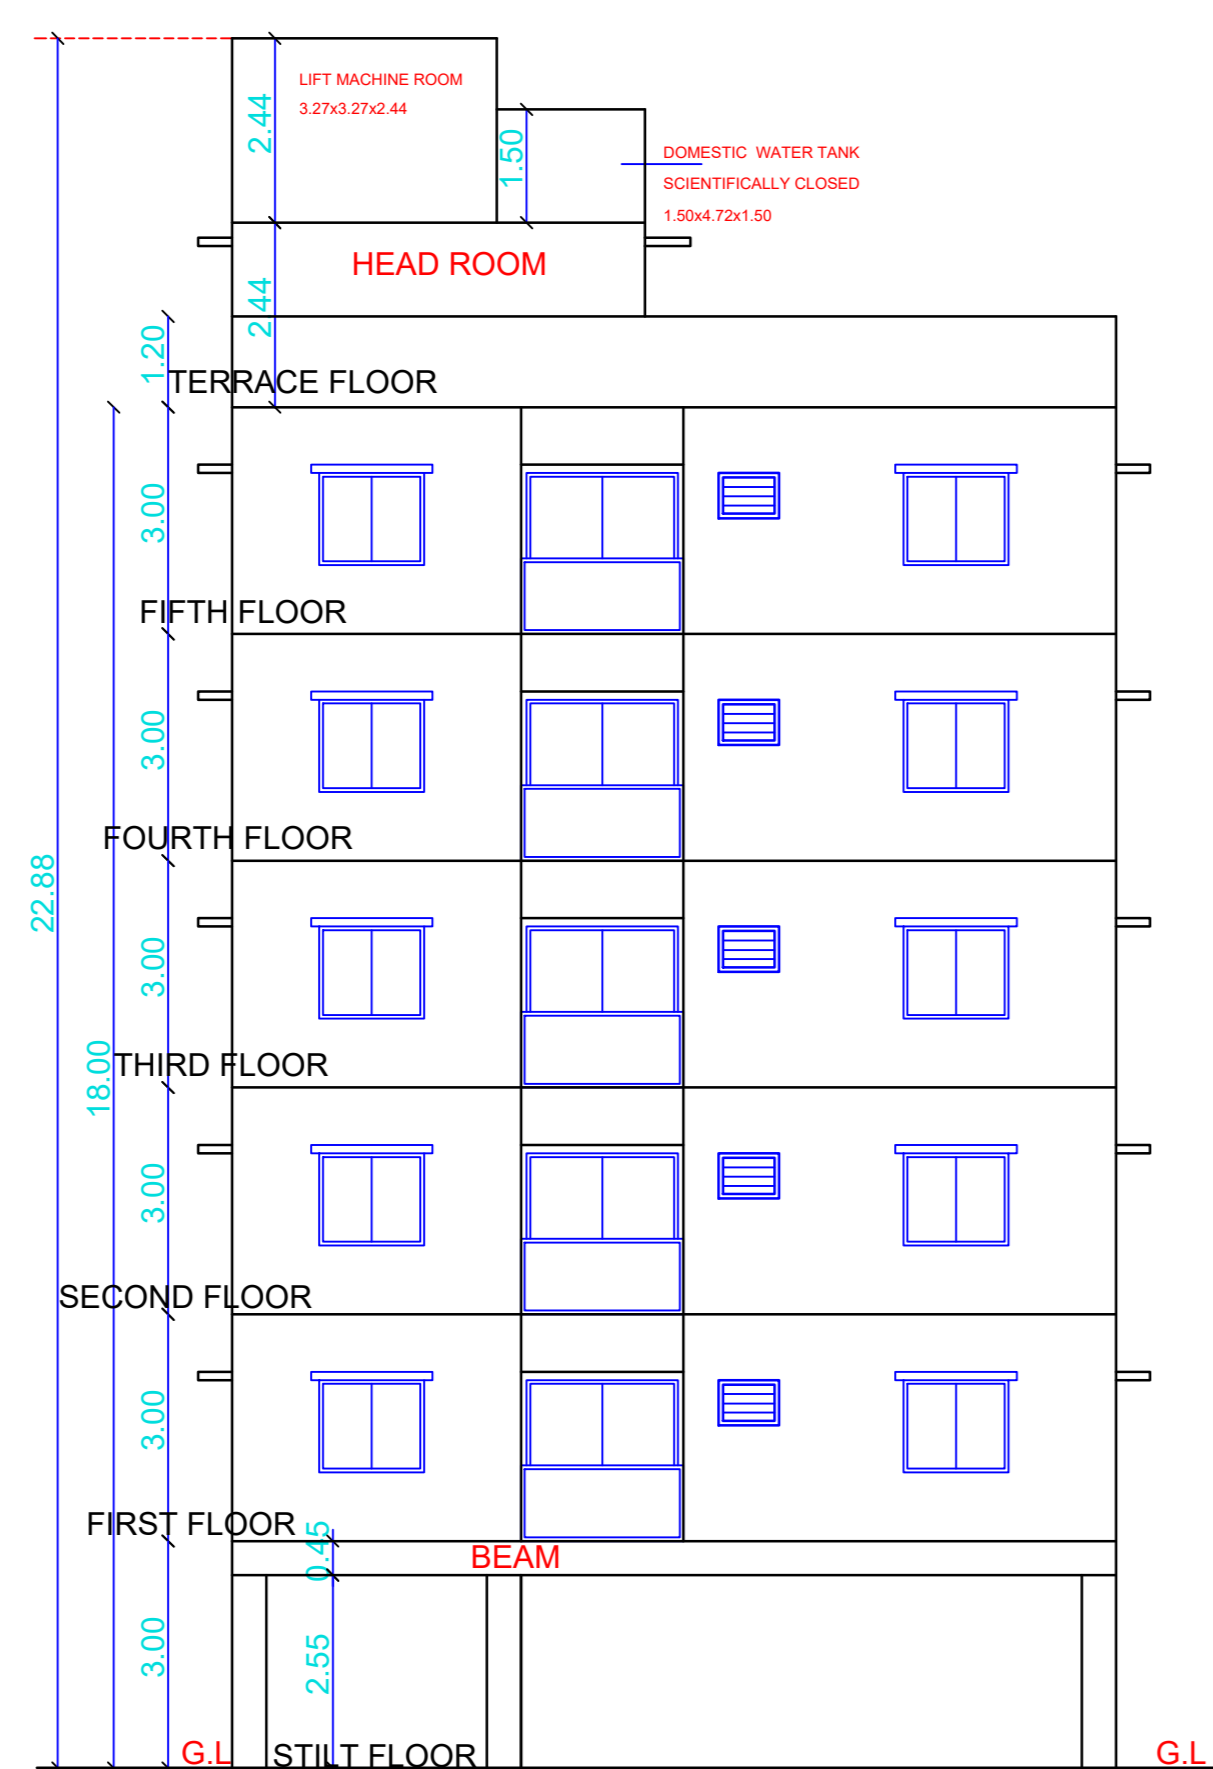 LIFT MACHINE ROOM
3.27x3.27x2.44
2.44
1.50
DOMESTIC WATER TANK
SCIENTIFICALLY CLOSED
1.50x4.72x1.50
HEAD ROOM
2.44
1.20
TERRACE FLOOR
3.00
FIFTH FLOOR
3.00
FOURTH FLOOR
22.88
3.00
18.00
THIRD FLOOR
3.00
SECOND FLOOR
3.00
FIRST FLOOR
0.45
BEAM
3.00
2.55
G.L
STILT FLOOR
G.L